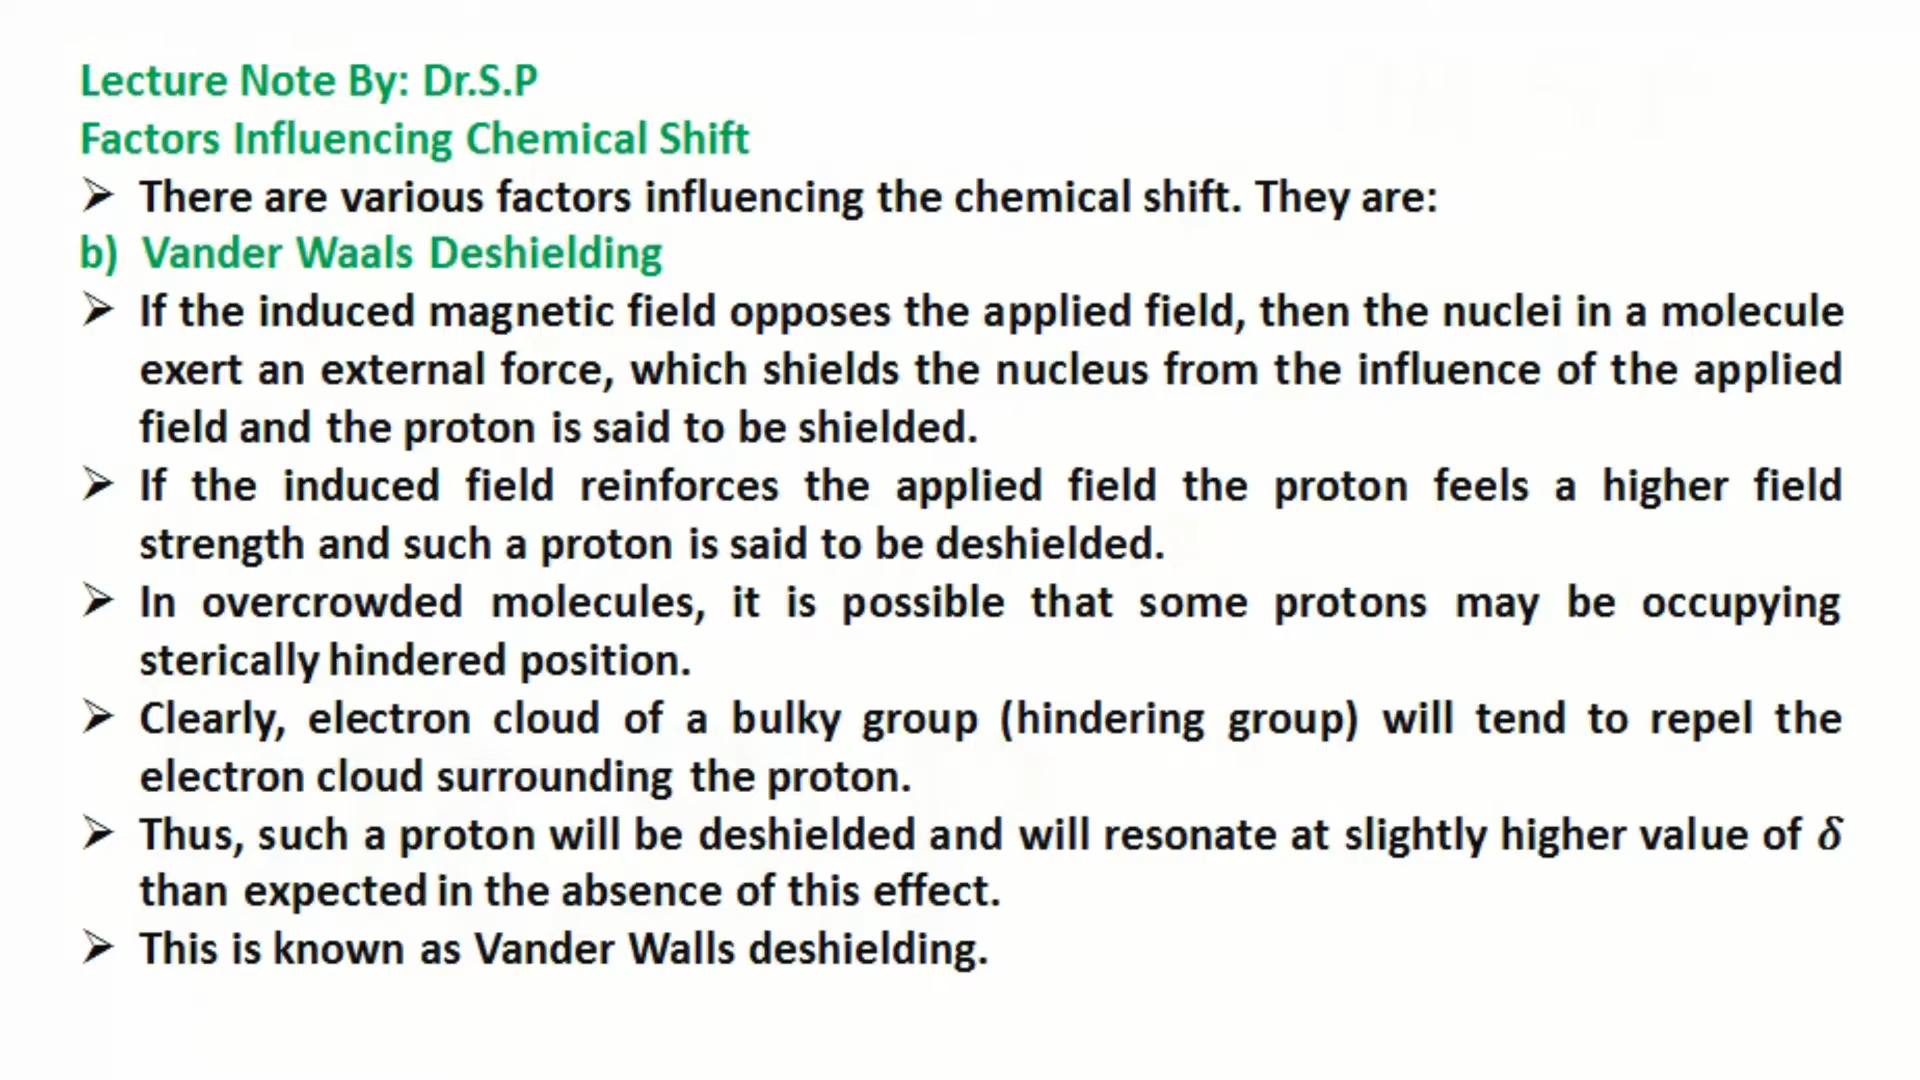 Lecture Note By: Dr.S.P
Factors Influencing Chemical Shift
➢ There are various factors influencing the chemical shift. They are:
b) Vander Waals Deshielding
➢ If the induced magnetic field opposes the applied field, then the nuclei in a molecule
exert an external force, which shields the nucleus from the influence of the applied
field and the proton is said to be shielded.
➢ If the induced field reinforces the applied field the proton feels a higher field
strength and such a proton is said to be deshielded.
➢ In overcrowded molecules, it is possible that some protons may be occupying
sterically hindered position.
➢ Clearly, electron cloud of a bulky group (hindering group) will tend to repel the
electron cloud surrounding the proton.
➢ Thus, such a proton will be deshielded and will resonate at slightly higher value of δ
than expected in the absence of this effect.
➢ This is known as Vander Walls deshielding.